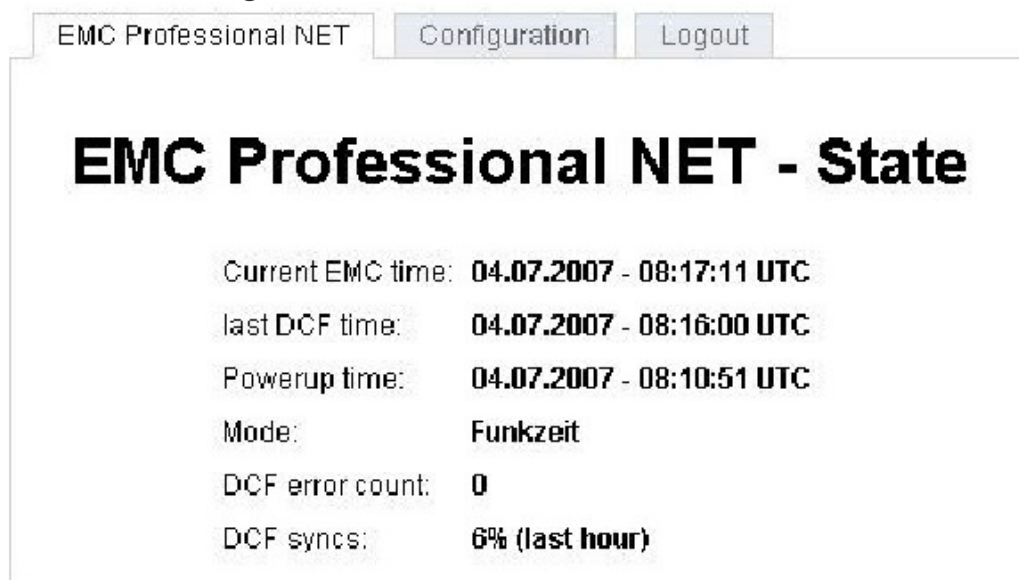 EMC Professional NET Configuration Logout
EMC Professional NET - State
Current EMC time: 04.07.2007 - 08:17:11 UTC
last DCF time: 04.07.2007 - 08:16:00 UTC
Powerup time: 04.07.2007 - 08:10:51 UTC
Mode: Funkzeit
DCF error count: 0
DCF syncs: 6% (last hour)